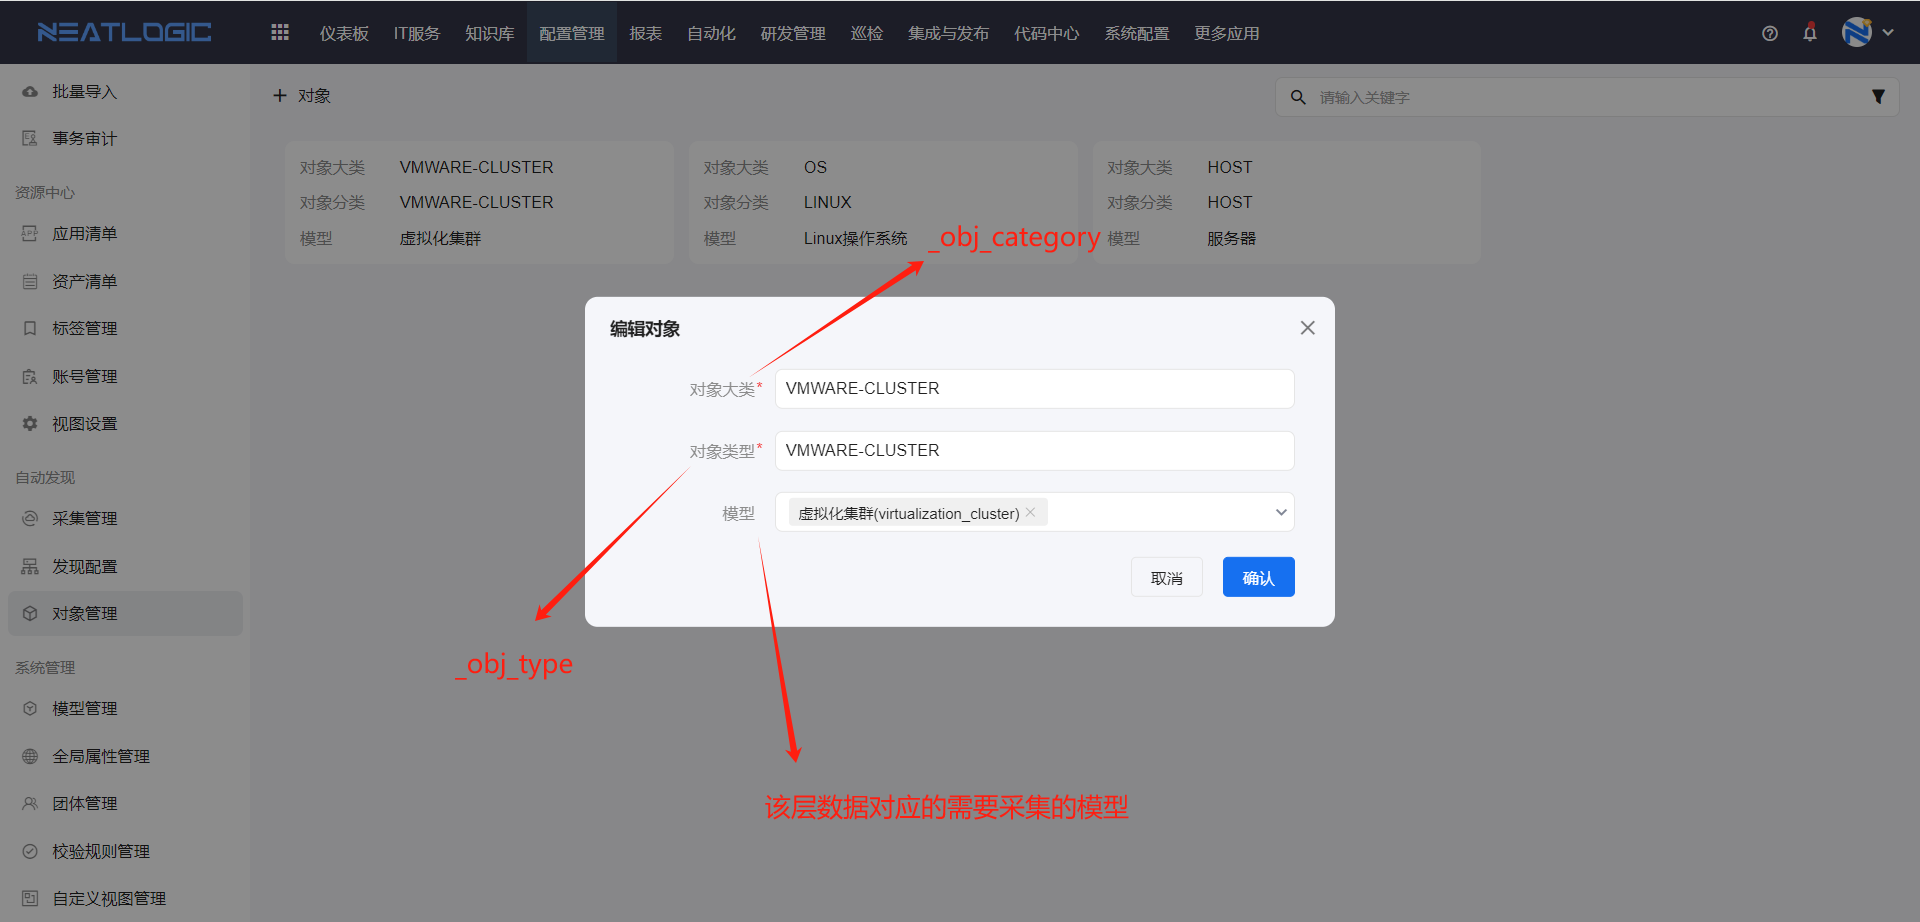 NEATLOGIC
仪表板 IT服务 知识库 配置管理 报表 自动化 研发管理 巡检 集成与发布 代码中心 系统配置 更多应用
批量导入
事务审计
资源中心
应用清单
资产清单
标签管理
账号管理
视图设置
自动发现
采集管理
发现配置
对象管理
系统管理
模型管理
全局属性管理
团体管理
校验规则管理
自定义视图管理
+ 对象
请输入关键字
对象大类 VMWARE-CLUSTER
对象分类 VMWARE-CLUSTER
模型 虚拟化集群
对象大类 OS
对象分类 LINUX
模型 Linux操作系统
对象大类 HOST
对象分类 HOST
模型 服务器
_obj_category
编辑对象
对象大类* VMWARE-CLUSTER
对象类型* VMWARE-CLUSTER
模型 虚拟化集群(virtualization_cluster)
取消 确认
_obj_type
该层数据对应的需要采集的模型